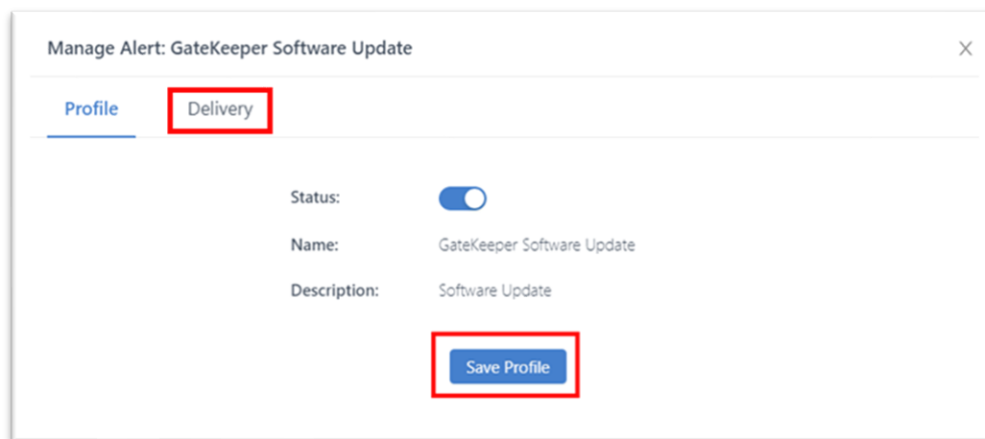 Manage Alert: GateKeeper Software Update
Profile Delivery
Status:
Name: GateKeeper Software Update
Description: Software Update
Save Profile